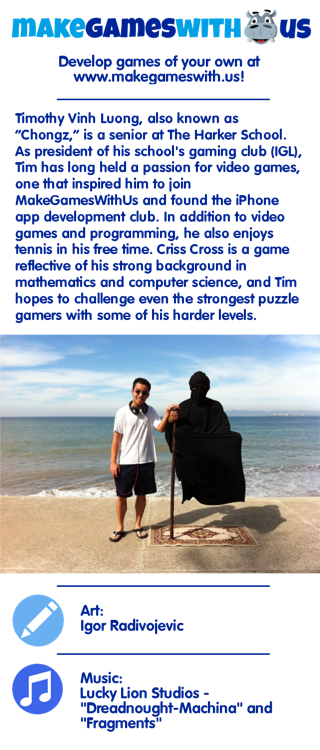 MAKEGAMESWITH US
Develop games of your own at
www.makegameswith.us!
Timothy Vinh Luong, also known as
“Chongz,” is a senior at The Harker School.
As president of his school's gaming club (IGL),
Tim has long held a passion for video games,
one that inspired him to join
MakeGamesWithUs and found the iPhone
app development club. In addition to video
games and programming, he also enjoys
tennis in his free time. Criss Cross is a game
reflective of his strong background in
mathematics and computer science, and Tim
hopes to challenge even the strongest puzzle
gamers with some of his harder levels.
Art:
Igor Radivojevic
Music:
Lucky Lion Studios -
"Dreadnought-Machina" and
"Fragments"